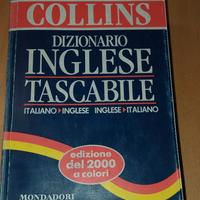 COLLINS
DIZIONARIO
INGLESE
TASCABILE
ITALIANO▸INGLESE INGLESE▸ITALIANO
edizione
del 2000
a colori
MONDADORI